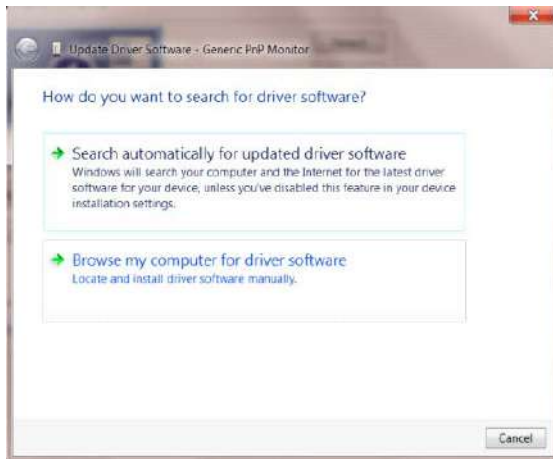 Update Driver Software - Generic PnP Monitor
How do you want to search for driver software?
Search automatically for updated driver software
Windows will search your computer and the Internet for the latest driver
software for your device, unless you've disabled this feature in your device
installation settings.
Browse my computer for driver software
Locate and install driver software manually.
Cancel